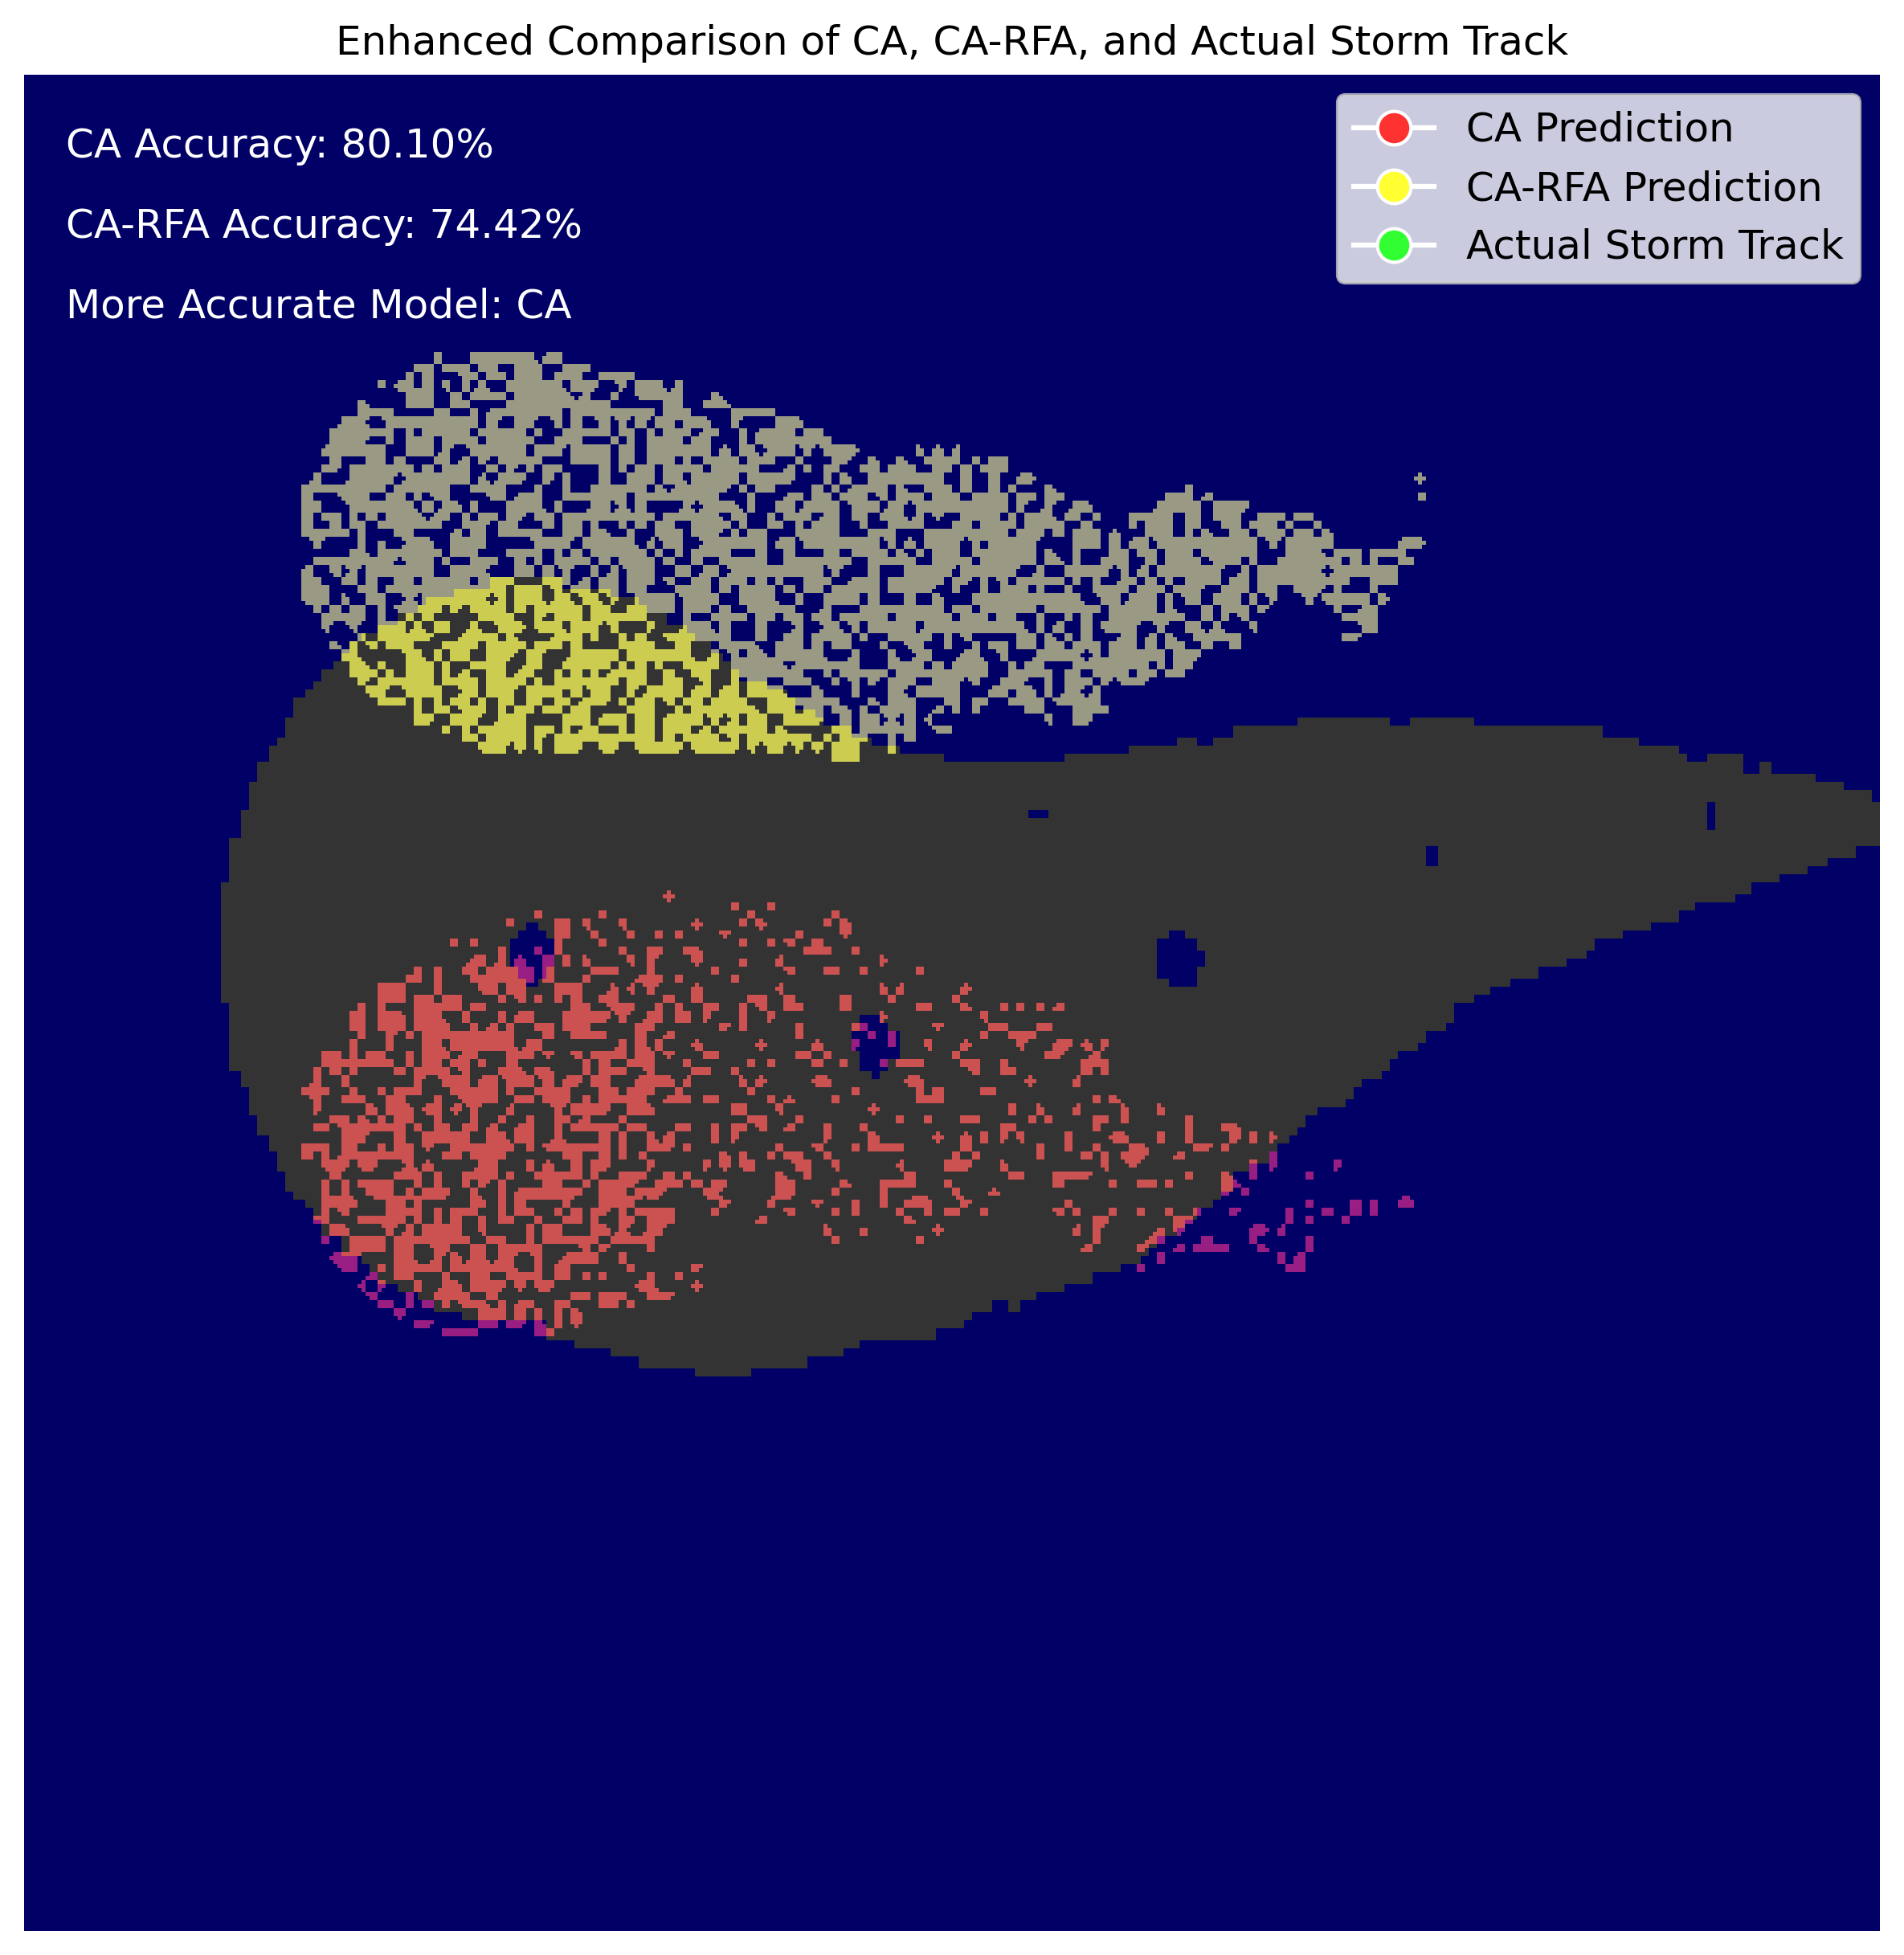 Enhanced Comparison of CA, CA-RFA, and Actual Storm Track
CA Accuracy: 80.10%
CA-RFA Accuracy: 74.42%
More Accurate Model: CA
CA Prediction
CA-RFA Prediction
Actual Storm Track